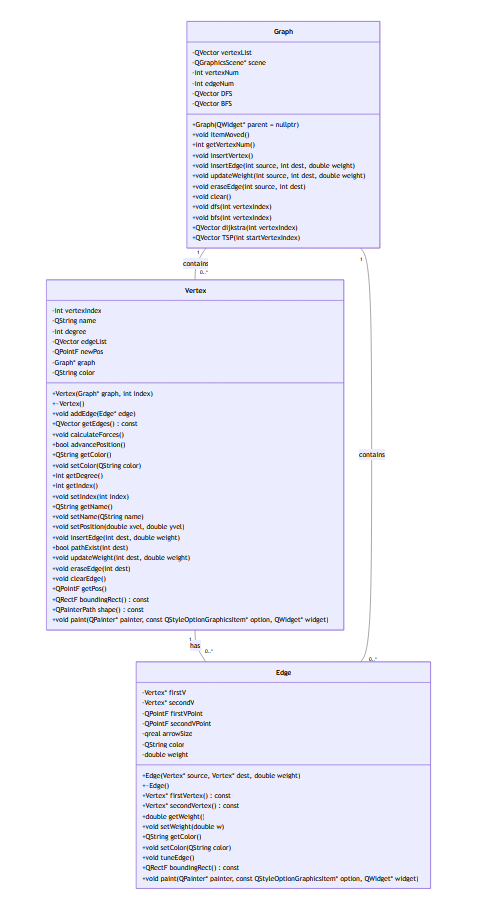 Graph
-QVector vertexList
-QGraphicsScene* scene
-int vertexNum
-int edgeNum
-QVector DFS
-QVector BFS
+Graph(QWidget* parent = nullptr)
+void itemMoved()
+int getVertexNum()
+void insertVertex()
+void insertEdge(int source, int dest, double weight)
+void updateWeight(int source, int dest, double weight)
+void eraseEdge(int source, int dest)
+void clear()
+void dfs(int vertexIndex)
+void bfs(int vertexIndex)
+QVector dijkstra(int vertexIndex)
+QVector TSP(int startVertexIndex)
1
1
contains
0..*
Vertex
-int vertexIndex
-QString name
-int degree
-QVector edgeList
-QPointF newPos
-Graph* graph
-QString color
+Vertex(Graph* graph, int index)
+~Vertex()
+void addEdge(Edge* edge)
+QVector getEdges() : const
+void calculateForces()
+bool advancePosition()
+QString getColor()
+void setColor(QString color)
+int getDegree()
+int getIndex()
+void setIndex(int index)
+QString getName()
+void setName(QString name)
+void setPosition(double xvel, double yvel)
+void insertEdge(int dest, double weight)
+bool pathExist(int dest)
+void updateWeight(int dest, double weight)
+void eraseEdge(int dest)
+void clearEdge()
+QPointF getPos()
+QRectF boundingRect() : const
+QPainterPath shape() : const
+void paint(QPainter* painter, const QStyleOptionGraphicsItem* option, QWidget* widget)
contains
1
has
0..*
0..*
Edge
-Vertex* firstV
-Vertex* secondV
-QPointF firstVPoint
-QPointF secondVPoint
-qreal arrowSize
-QString color
-double weight
+Edge(Vertex* source, Vertex* dest, double weight)
+~Edge()
+Vertex* firstVertex() : const
+Vertex* secondVertex() : const
+double getWeight()
+void setWeight(double w)
+QString getColor()
+void setColor(QString color)
+void tuneEdge()
+QRectF boundingRect() : const
+void paint(QPainter* painter, const QStyleOptionGraphicsItem* option, QWidget* widget)